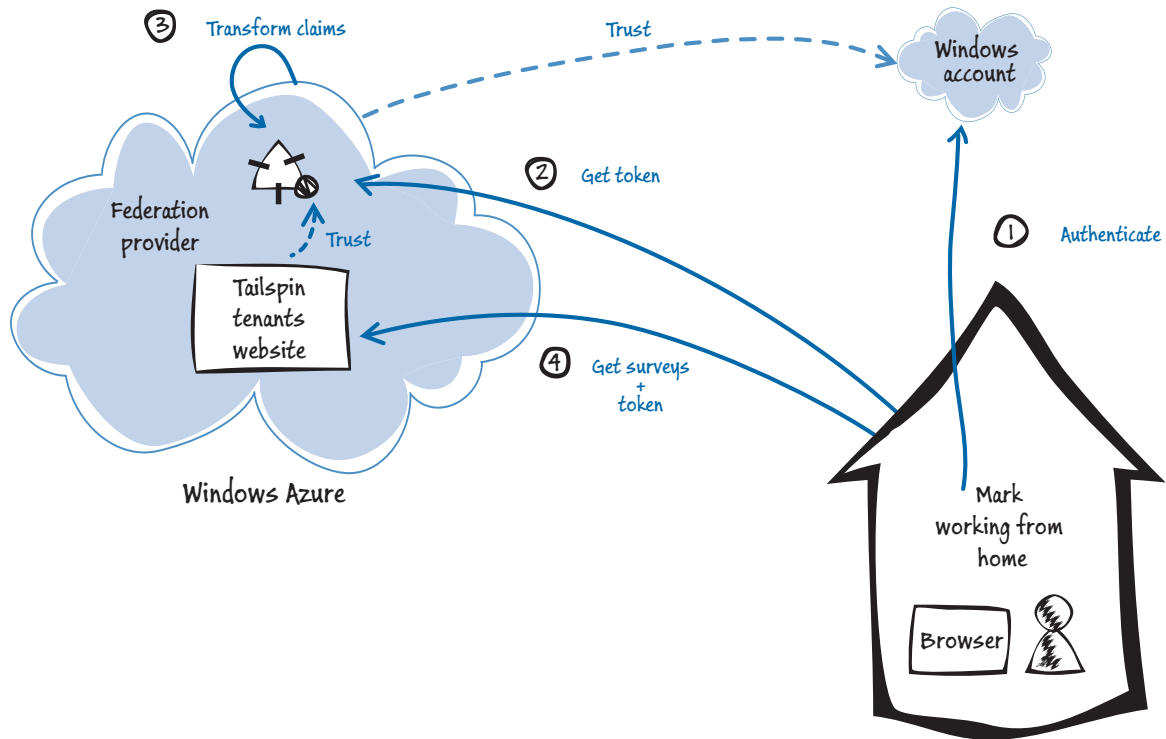 3
Transform claims
Trust
Windows
account
2
Get token
Federation
provider
Trust
1
Authenticate
Tailspin
tenants
website
4
Get surveys
+
token
Windows Azure
Mark
working from
home
Browser